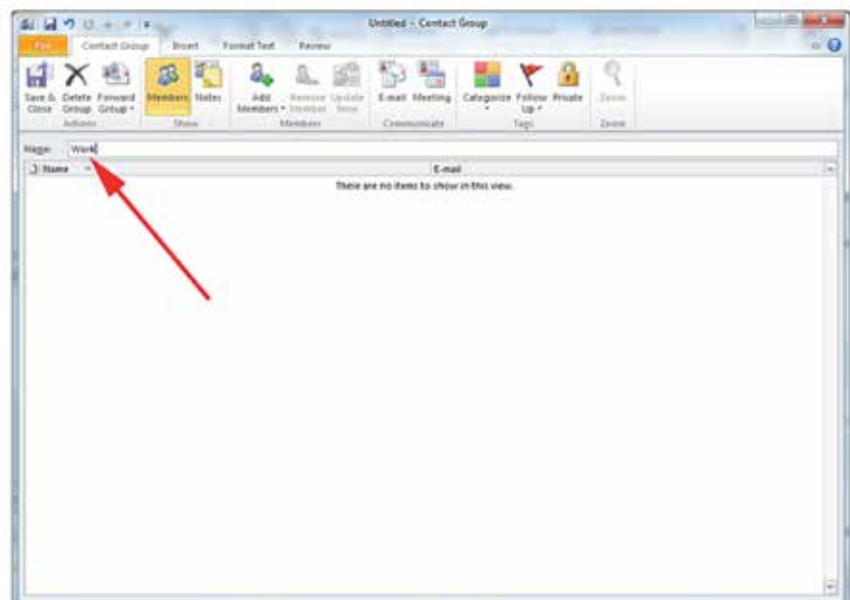 Untitled - Contact Group
File Contact Group Insert Format Text Review
Save & Close Delete Group Forward Group Members Notes Add Members Remove Member Update Now E-mail Meeting Categorize Follow Up Private Zoom
Actions Show Members Communicate Tags Zoom
Name: Work
Name E-mail
There are no items to show in this view.